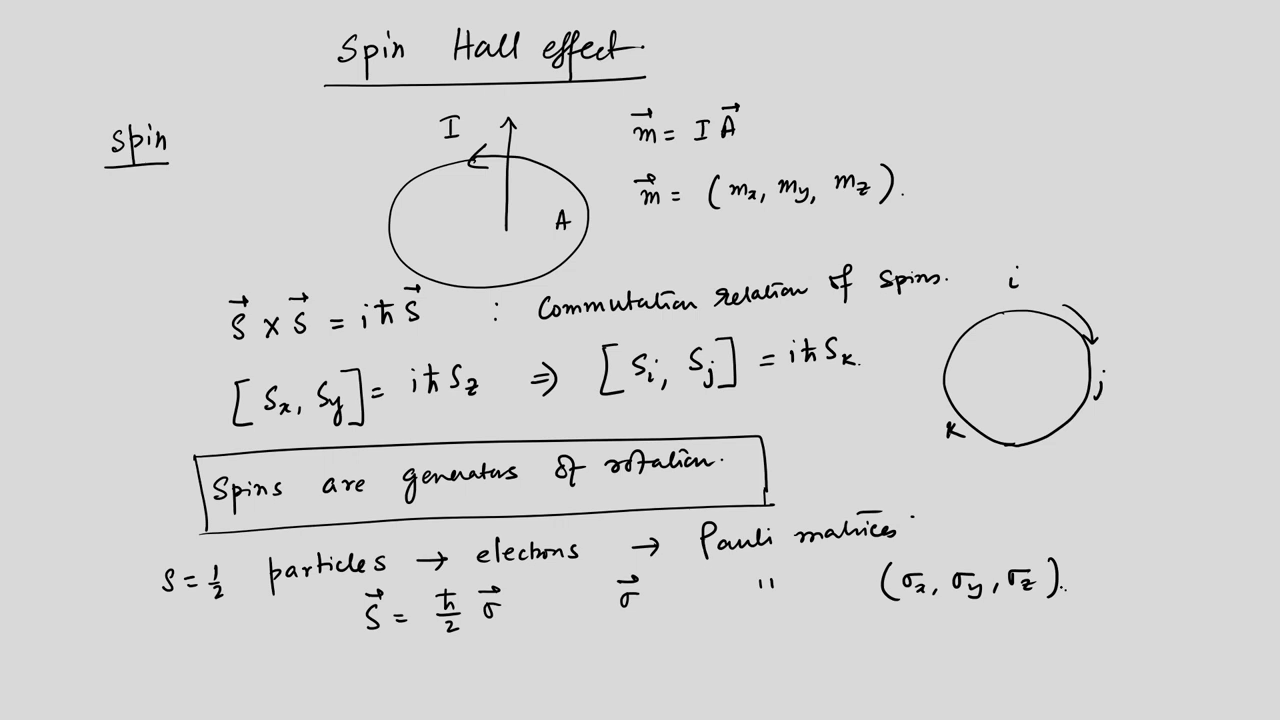 Spin Hall effect.
Spin
I
A
m⃗ = I A⃗
m⃗ = (mx, my, mz).
S⃗ × S⃗ = iħ S⃗ : Commutation relation of spins.
[Sx, Sy] = iħ Sz ⇒ [Si, Sj] = iħ Sk.
i
j
k
Spins are generators of rotation.
S = 1/2 particles → electrons → Pauli matrices
S⃗ = ħ/2 σ⃗ σ⃗ " (σx, σy, σz).